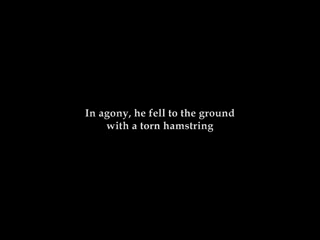 In agony, he fell to the ground
with a torn hamstring